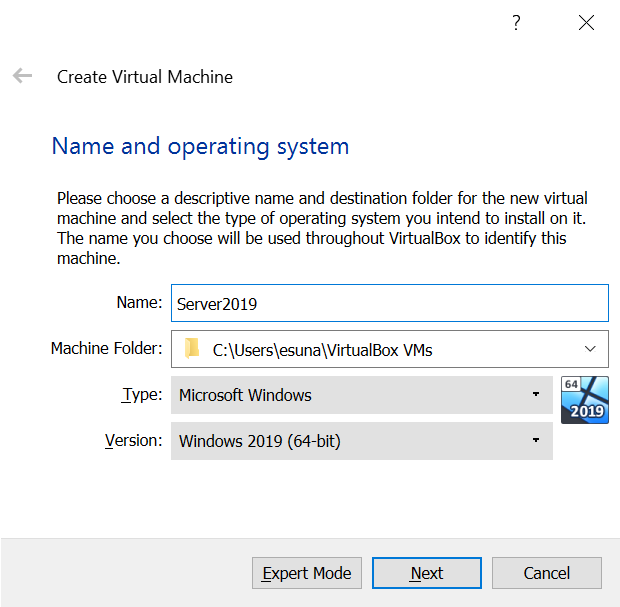 ?
Create Virtual Machine
Name and operating system
Please choose a descriptive name and destination folder for the new virtual
machine and select the type of operating system you intend to install on it.
The name you choose will be used throughout VirtualBox to identify this
machine.
Name: Server2019
Machine Folder: C:\Users\esuna\VirtualBox VMs
Type: Microsoft Windows
64
2019
Version: Windows 2019 (64-bit)
Expert Mode Next Cancel